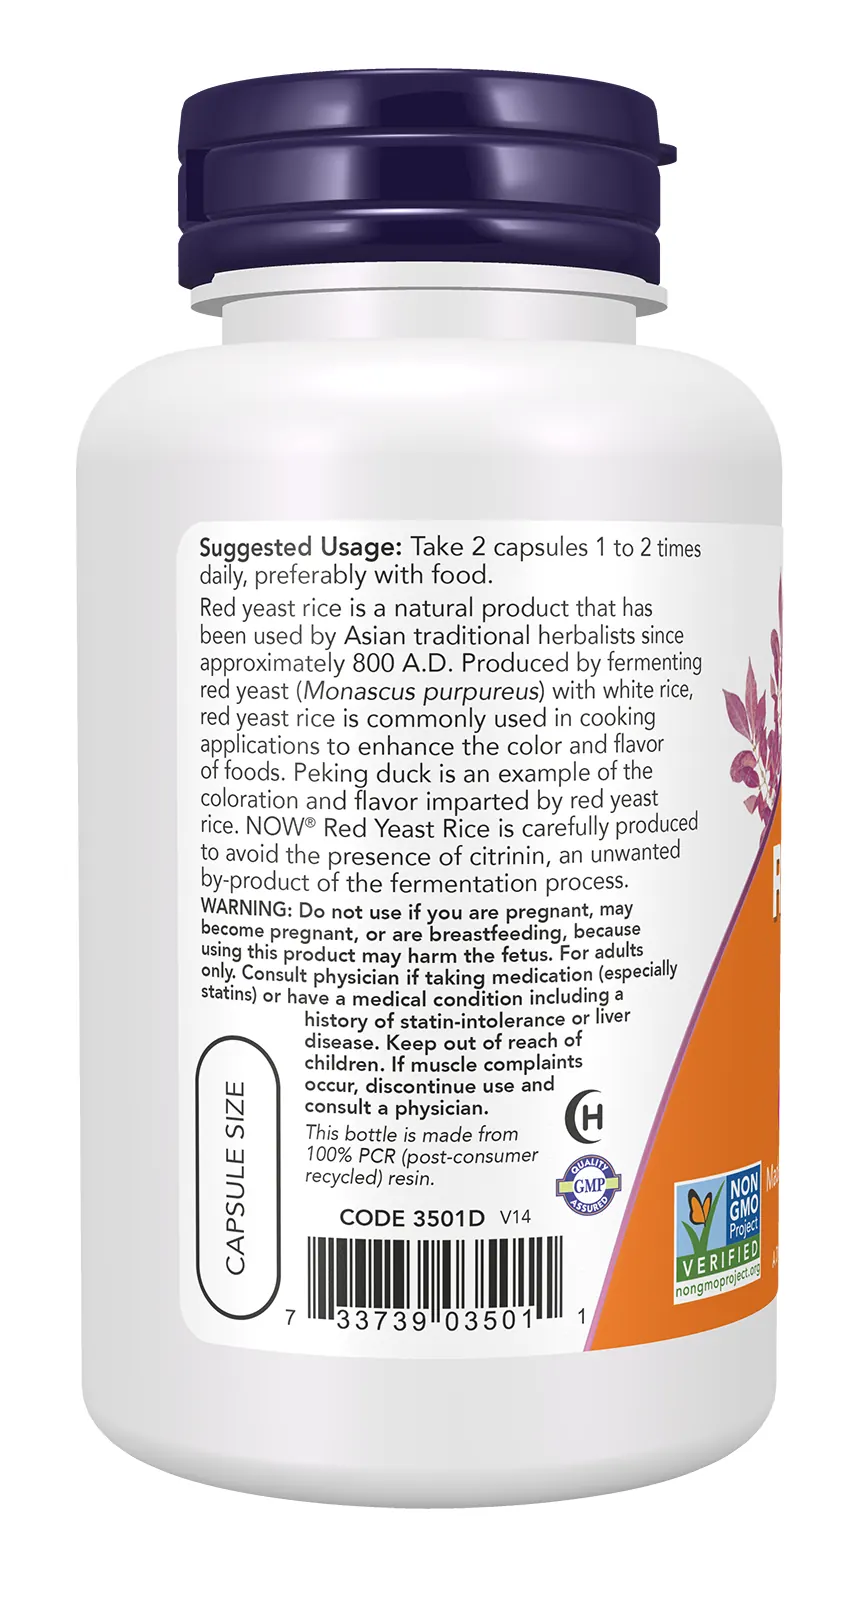 Suggested Usage: Take 2 capsules 1 to 2 times
daily, preferably with food.
Red yeast rice is a natural product that has
been used by Asian traditional herbalists since
approximately 800 A.D. Produced by fermenting
red yeast (Monascus purpureus) with white rice,
red yeast rice is commonly used in cooking
applications to enhance the color and flavor
of foods. Peking duck is an example of the
coloration and flavor imparted by red yeast
rice. NOW® Red Yeast Rice is carefully produced
to avoid the presence of citrinin, an unwanted
by-product of the fermentation process.
WARNING: Do not use if you are pregnant, may
become pregnant, or are breastfeeding, because
using this product may harm the fetus. For adults
only. Consult physician if taking medication (especially
statins) or have a medical condition including a
history of statin-intolerance or liver
disease. Keep out of reach of
children. If muscle complaints
occur, discontinue use and
consult a physician.
This bottle is made from
100% PCR (post-consumer
recycled) resin.
CAPSULE SIZE
H
QUALITY
GMP
ASSURED
CODE 3501D V14
7 33739 03501 1
NON
GMO
Project
VERIFIED
nongmoproject.org